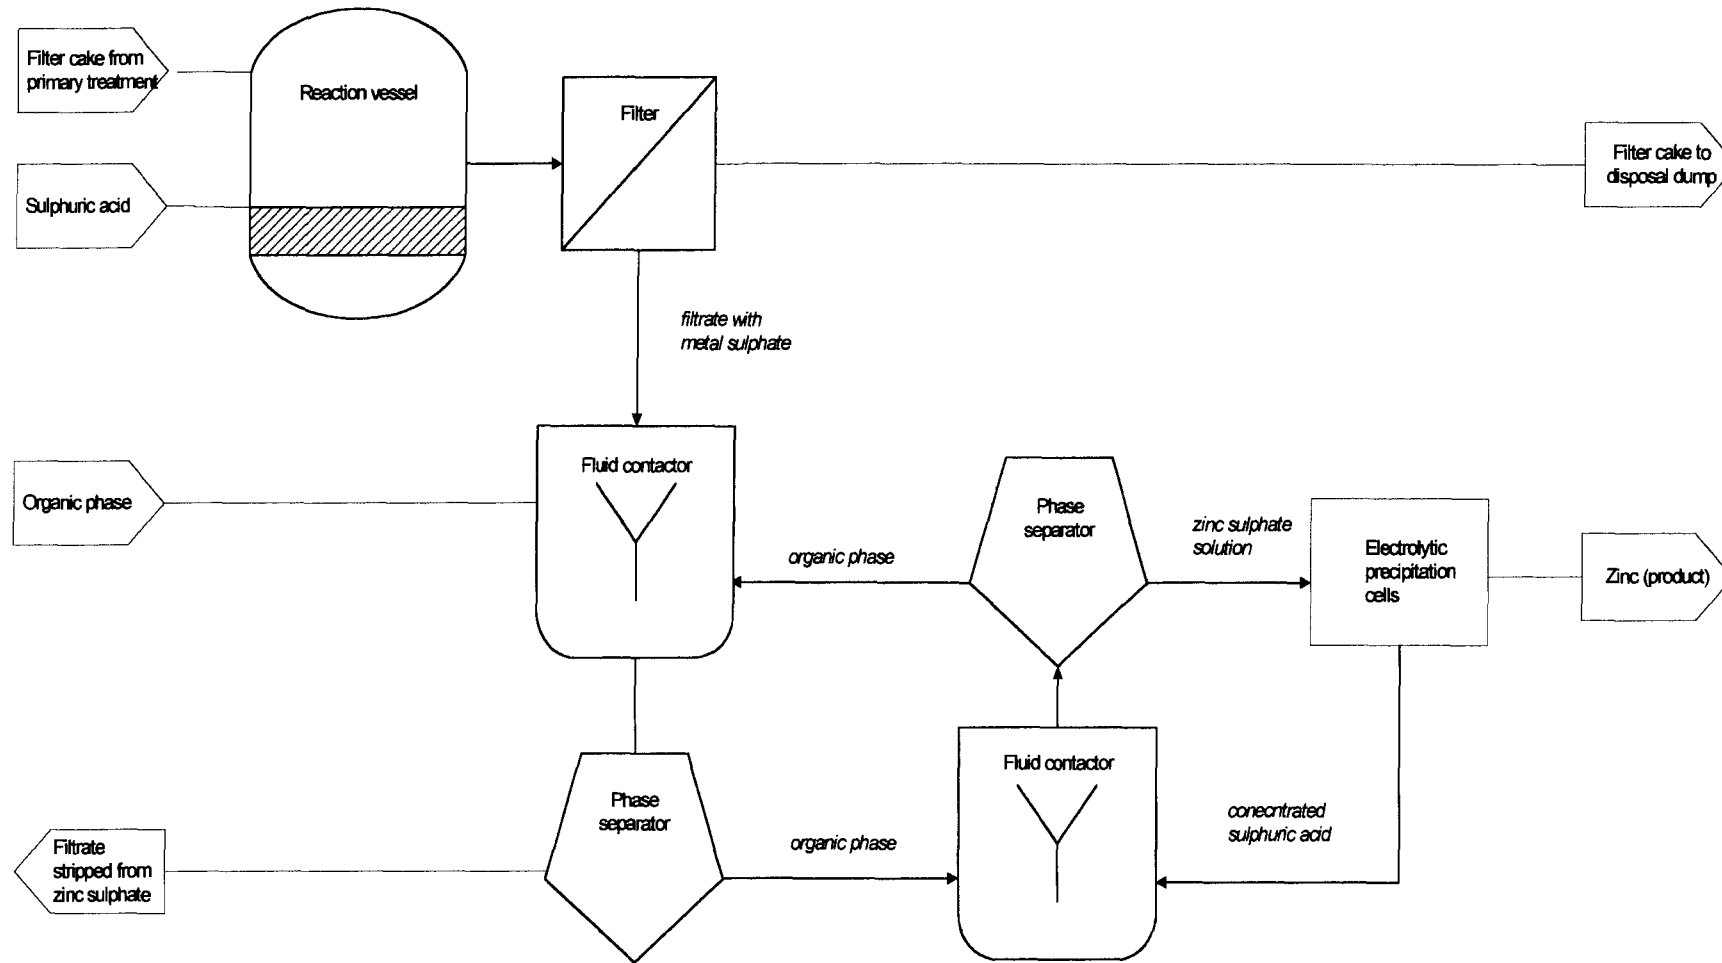 Filter cake from
primary treatment
Reaction vessel
Filter
Filter cake to
disposal dump
Sulphuric acid
filtrate with
metal sulphate
Organic phase
Fluid contactor
organic phase
Phase
separator
zinc sulphate
solution
Electrolytic
precipitation
cells
Zinc (product)
Phase
separator
Fluid contactor
organic phase
conecntrated
sulphuric acid
Filtrate
stripped from
zinc sulphate